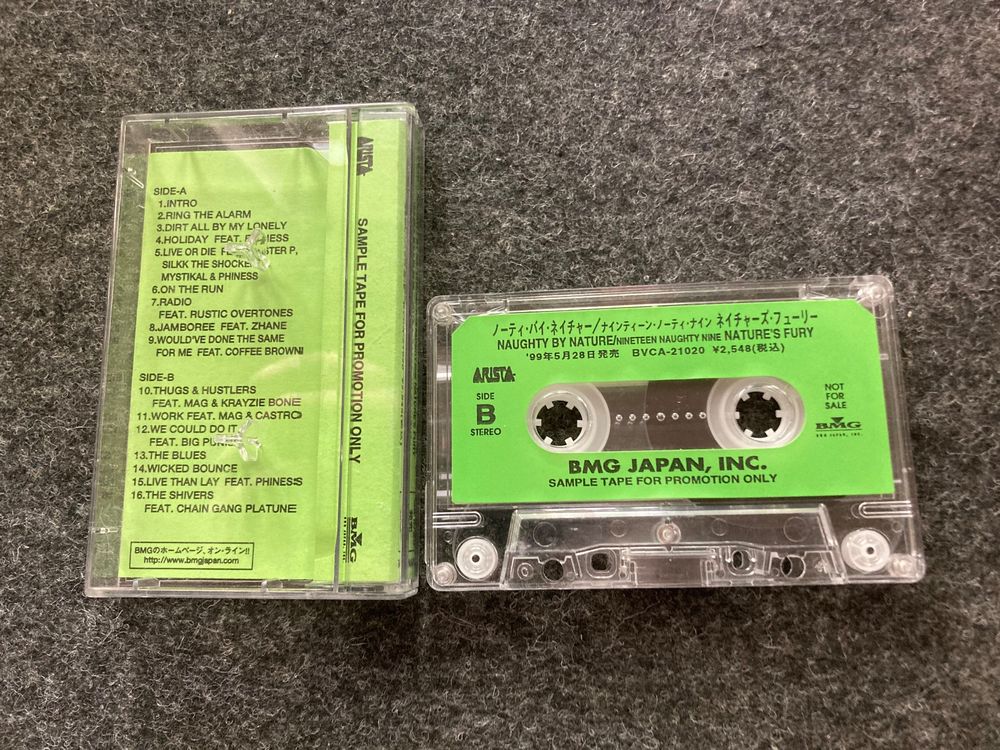 SIDE-A
1.INTRO
2.RING THE ALARM
3.DIRT ALL BY MY LONELY
4.HOLIDAY FEAT.
5.LIVE OR DIE P,
SILKK THE SHOCKE
MYSTIKAL & PHINESS
6.ON THE RUN
7.RADIO
FEAT. RUSTIC OVERTONES
8.JAMBOREE FEAT. ZHANE
9.WOULD'VE DONE THE SAME
FOR ME FEAT. COFFEE BROWN
SIDE-B
10.THUGS & HUSTLERS
FEAT. MAG & KRAYZIE BONE
11.WORK FEAT. MAG & CASTRO
12.WE COULD DO IT
FEAT. BIG PUNIS
13.THE BLUES
14.WICKED BOUNCE
15.LIVE THAN LAY FEAT. PHINESS
16.THE SHIVERS
FEAT. CHAIN GANG PLATUNE
BMGのホームページ、オン・ライン!!
http://www.bmgjapan.com
ARISTA
SAMPLE TAPE FOR PROMOTION ONLY
BMG
ノーティ・バイ・ネイチャー/ナインティーン・ノーティ・ナイン ネイチャーズ・フューリー
NAUGHTY BY NATURE/NINETEEN NAUGHTY NINE NATURE'S FURY
'99年5月28日発売 BVCA-21020 ¥2,548(税込)
ARISTA
SIDE
B
STEREO
NOT
FOR
SALE
BMG
BMG JAPAN, INC.
BMG JAPAN, INC.
SAMPLE TAPE FOR PROMOTION ONLY